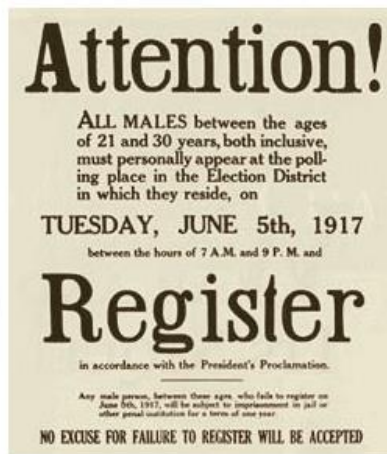 Attention!
ALL MALES between the ages
of 21 and 30 years, both inclusive,
must personally appear at the poll-
ing place in the Election District
in which they reside, on
TUESDAY, JUNE 5th, 1917
between the hours of 7 A.M. and 9 P. M. and
Register
in accordance with the President's Proclamation.
Any male person, between these ages, who fails to register on
June 5th, 1917, will be subject to imprisonment in jail or
other penal institution for a term of one year
NO EXCUSE FOR FAILURE TO REGISTER WILL BE ACCEPTED